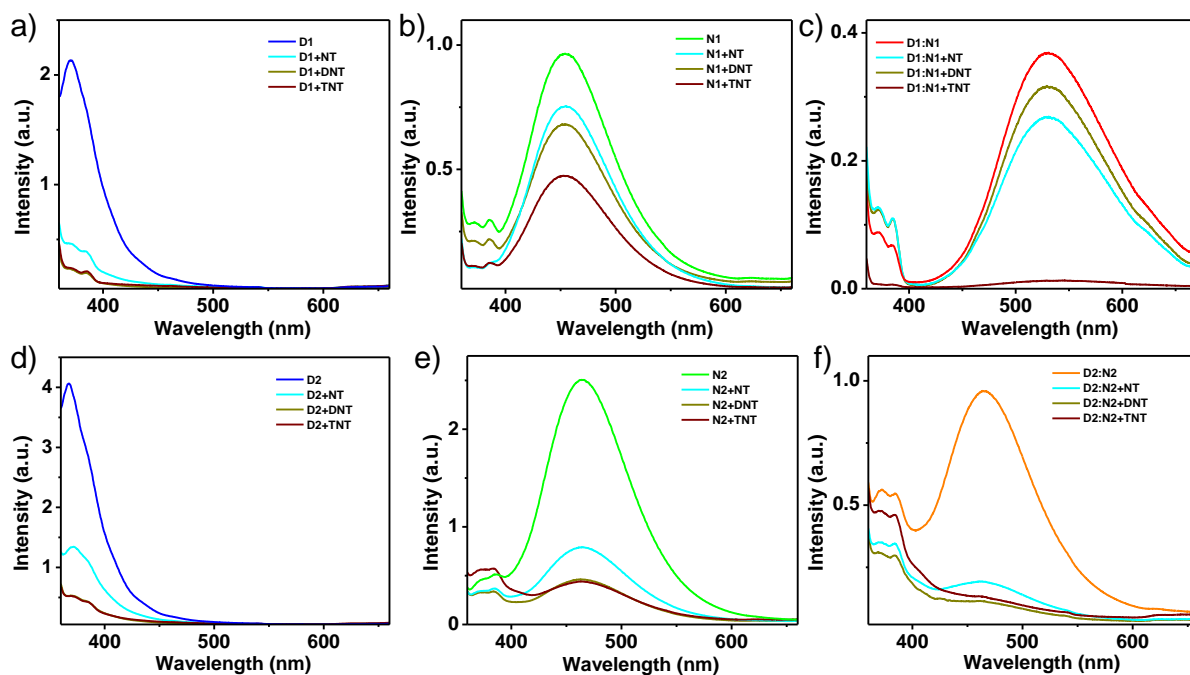 a)
D1
D1+NT
D1+DNT
D1+TNT
2
1
400 500 600
Intensity (a.u.)
Wavelength (nm)
b)
N1
N1+NT
N1+DNT
N1+TNT
1.0
0.5
400 500 600
Intensity (a.u.)
Wavelength (nm)
c)
D1:N1
D1:N1+NT
D1:N1+DNT
D1:N1+TNT
0.4
0.2
0.0
400 500 600
Intensity (a.u.)
Wavelength (nm)
d)
D2
D2+NT
D2+DNT
D2+TNT
4
3
2
1
400 500 600
Intensity (a.u.)
Wavelength (nm)
e)
N2
N2+NT
N2+DNT
N2+TNT
2
1
0
400 500 600
Intensity (a.u.)
Wavelength (nm)
f)
D2:N2
D2:N2+NT
D2:N2+DNT
D2:N2+TNT
1.0
0.5
0.0
400 500 600
Intensity (a.u.)
Wavelength (nm)